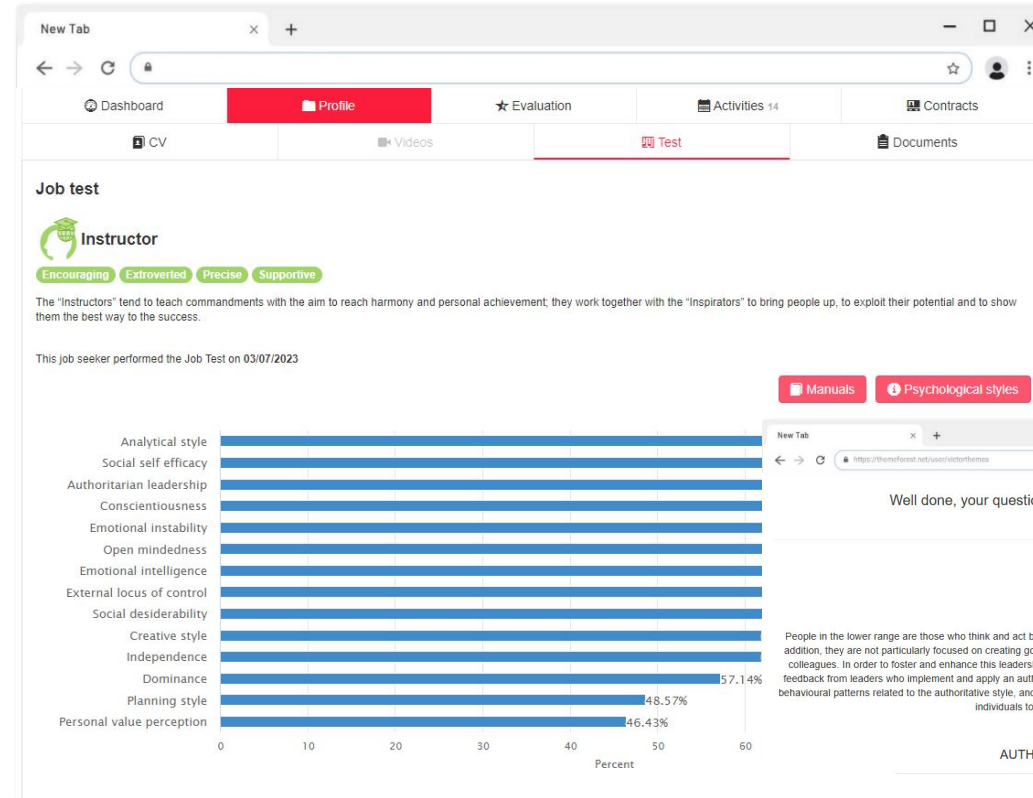 New Tab
Dashboard Profile Evaluation Activities 14 Contracts
CV Videos Test Documents
Job test
Instructor
Encouraging Extroverted Precise Supportive
The "Instructors" tend to teach commandments with the aim to reach harmony and personal achievement; they work together with the "Inspirators" to bring people up, to exploit their potential and to show
them the best way to the success.
This job seeker performed the Job Test on 03/07/2023
Manuals Psychological styles
Analytical style
Social self efficacy
Authoritarian leadership
Conscientiousness
Emotional instability
Open mindedness
Emotional intelligence
External locus of control
Social desiderability
Creative style
Independence
Dominance 57.14%
Planning style 48.57%
Personal value perception 46.43%
0 10 20 30 40 50 60
Percent
New Tab
https://themeforest.net/user/victorthemes
Well done, your questio
People in the lower range are those who think and act b
addition, they are not particularly focused on creating go
colleagues. In order to foster and enhance this leadersh
feedback from leaders who implement and apply an auth
behavioural patterns related to the authoritative style, and
individuals to
AUTH